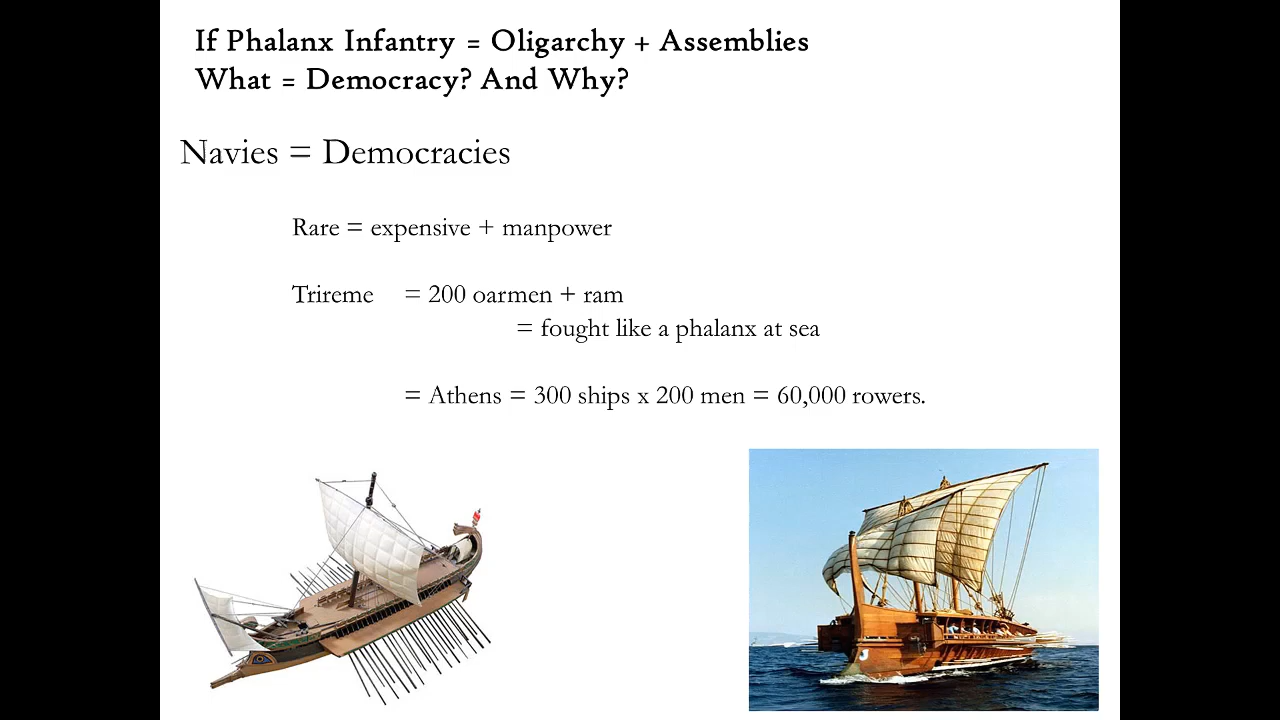 If Phalanx Infantry = Oligarchy + Assemblies
What = Democracy? And Why?
Navies = Democracies
Rare = expensive + manpower
Trireme = 200 oarmen + ram
= fought like a phalanx at sea
= Athens = 300 ships x 200 men = 60,000 rowers.